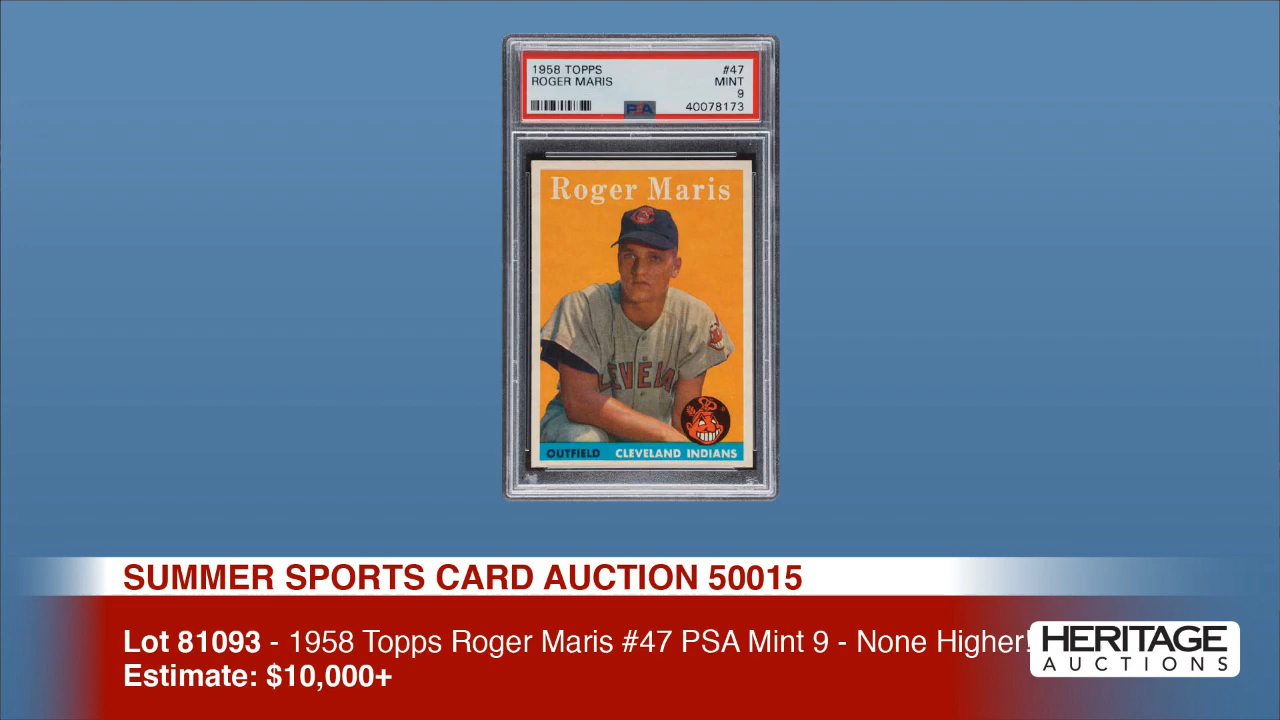 1958 TOPPS #47
ROGER MARIS MINT
9
PSA 40078173
Roger Maris
CLEVELA
OUTFIELD CLEVELAND INDIANS
SUMMER SPORTS CARD AUCTION 50015
Lot 81093 - 1958 Topps Roger Maris #47 PSA Mint 9 - None Higher!
Estimate: $10,000+
HERITAGE
AUCTIONS